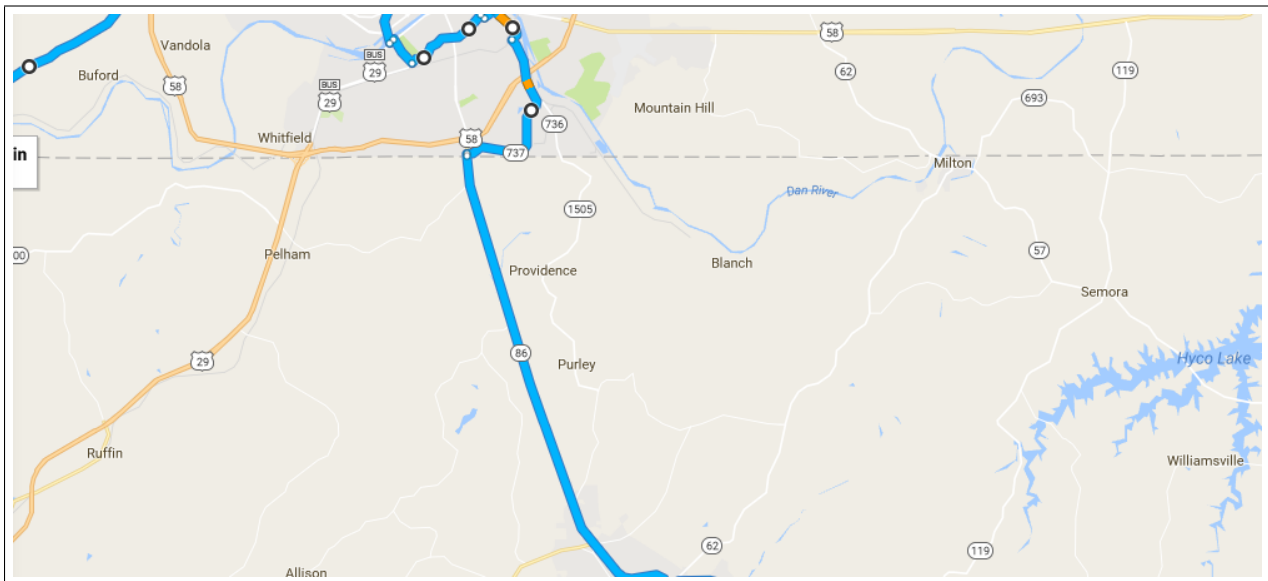 58
Vandola
BUS
29
62
119
Buford
58
BUS
29
693
Mountain Hill
736
Whitfield
58
737
in
Milton
Dan River
1505
00
Pelham
Providence
Blanch
57
Semora
86
29
Purley
Hyco Lake
Ruffin
Williamsville
62
119
Allison